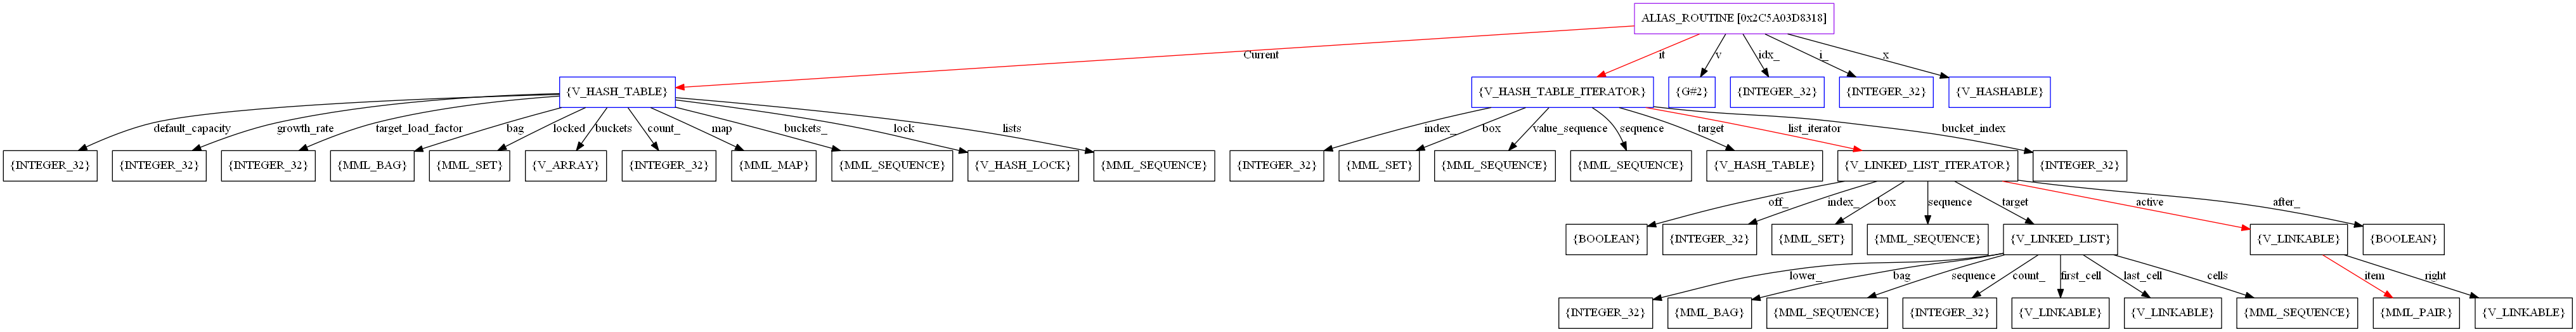 ALIAS_ROUTINE [0x2C5A03D8318]
Current
it
v
idx_
i_
x
{V_HASH_TABLE}
{V_HASH_TABLE_ITERATOR}
{G#2}
{INTEGER_32}
{INTEGER_32}
{V_HASHABLE}
default_capacity
growth_rate
target_load_factor
bag
locked
buckets
count_
map
buckets_
lock
lists
index_
box
value_sequence
sequence
target
list_iterator
bucket_index
{INTEGER_32}
{INTEGER_32}
{INTEGER_32}
{MML_BAG}
{MML_SET}
{V_ARRAY}
{INTEGER_32}
{MML_MAP}
{MML_SEQUENCE}
{V_HASH_LOCK}
{MML_SEQUENCE}
{INTEGER_32}
{MML_SET}
{MML_SEQUENCE}
{MML_SEQUENCE}
{V_HASH_TABLE}
{V_LINKED_LIST_ITERATOR}
{INTEGER_32}
off_
index_
box
sequence
target
active
after_
{BOOLEAN}
{INTEGER_32}
{MML_SET}
{MML_SEQUENCE}
{V_LINKED_LIST}
{V_LINKABLE}
{BOOLEAN}
lower_
bag
sequence
count_
first_cell
last_cell
cells
item
right
{INTEGER_32}
{MML_BAG}
{MML_SEQUENCE}
{INTEGER_32}
{V_LINKABLE}
{V_LINKABLE}
{MML_SEQUENCE}
{MML_PAIR}
{V_LINKABLE}